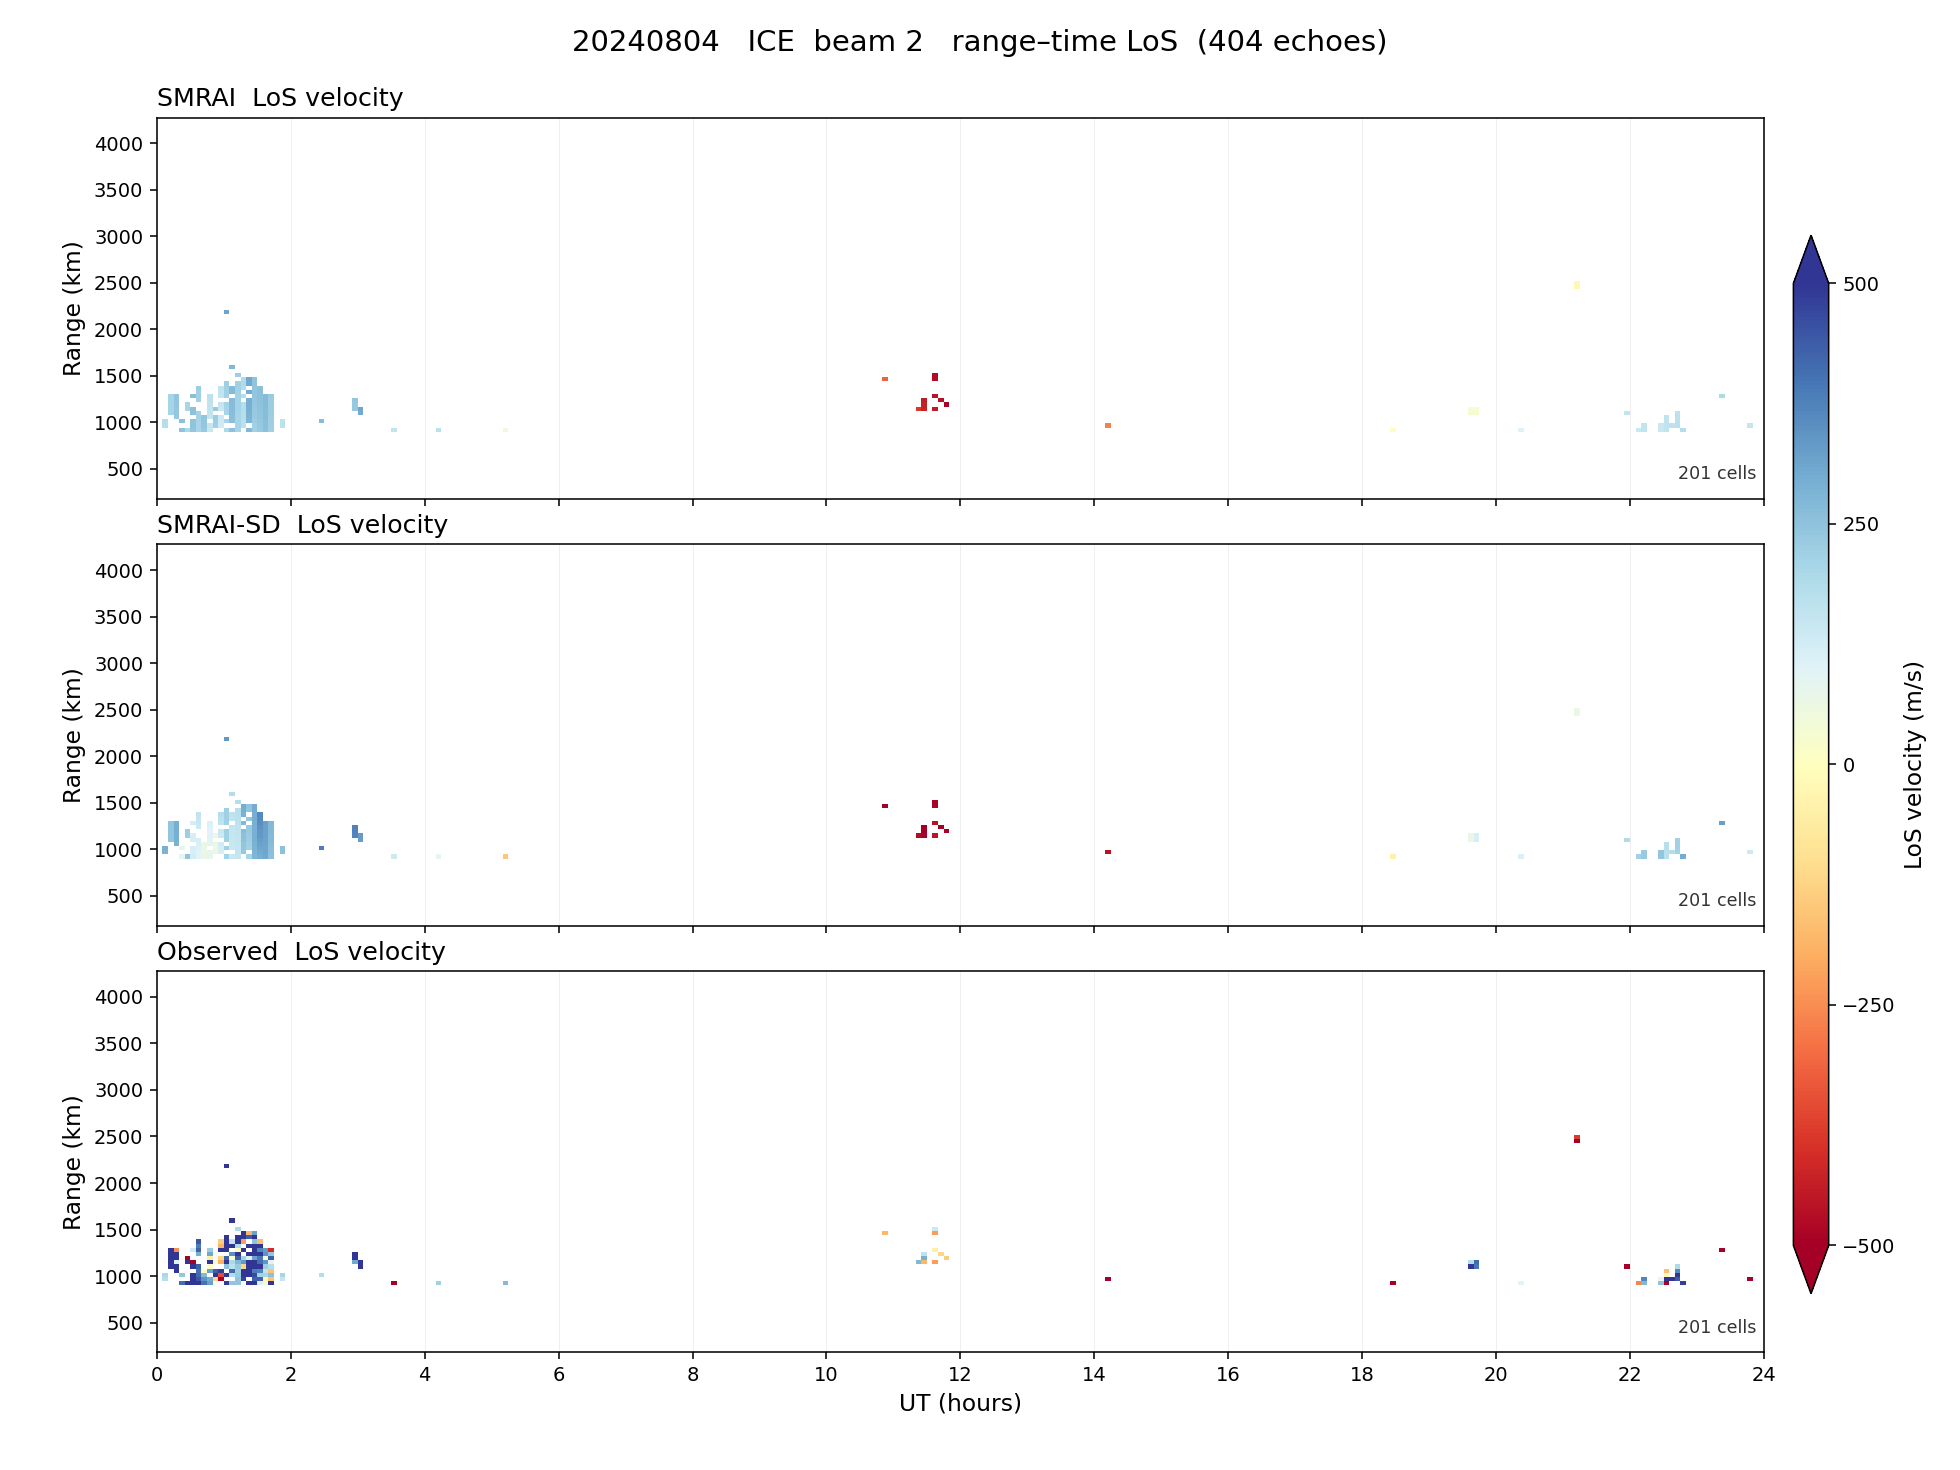 20240804   ICE  beam 2   range–time LoS  (404 echoes)
SMRAI  LoS velocity
4000
3500
3000
2500
2000
1500
1000
500
Range (km)
201 cells
SMRAI-SD  LoS velocity
4000
3500
3000
2500
2000
1500
1000
500
Range (km)
201 cells
Observed  LoS velocity
4000
3500
3000
2500
2000
1500
1000
500
Range (km)
201 cells
0 2 4 6 8 10 12 14 16 18 20 22 24
UT (hours)
500
250
0
−250
−500
LoS velocity (m/s)